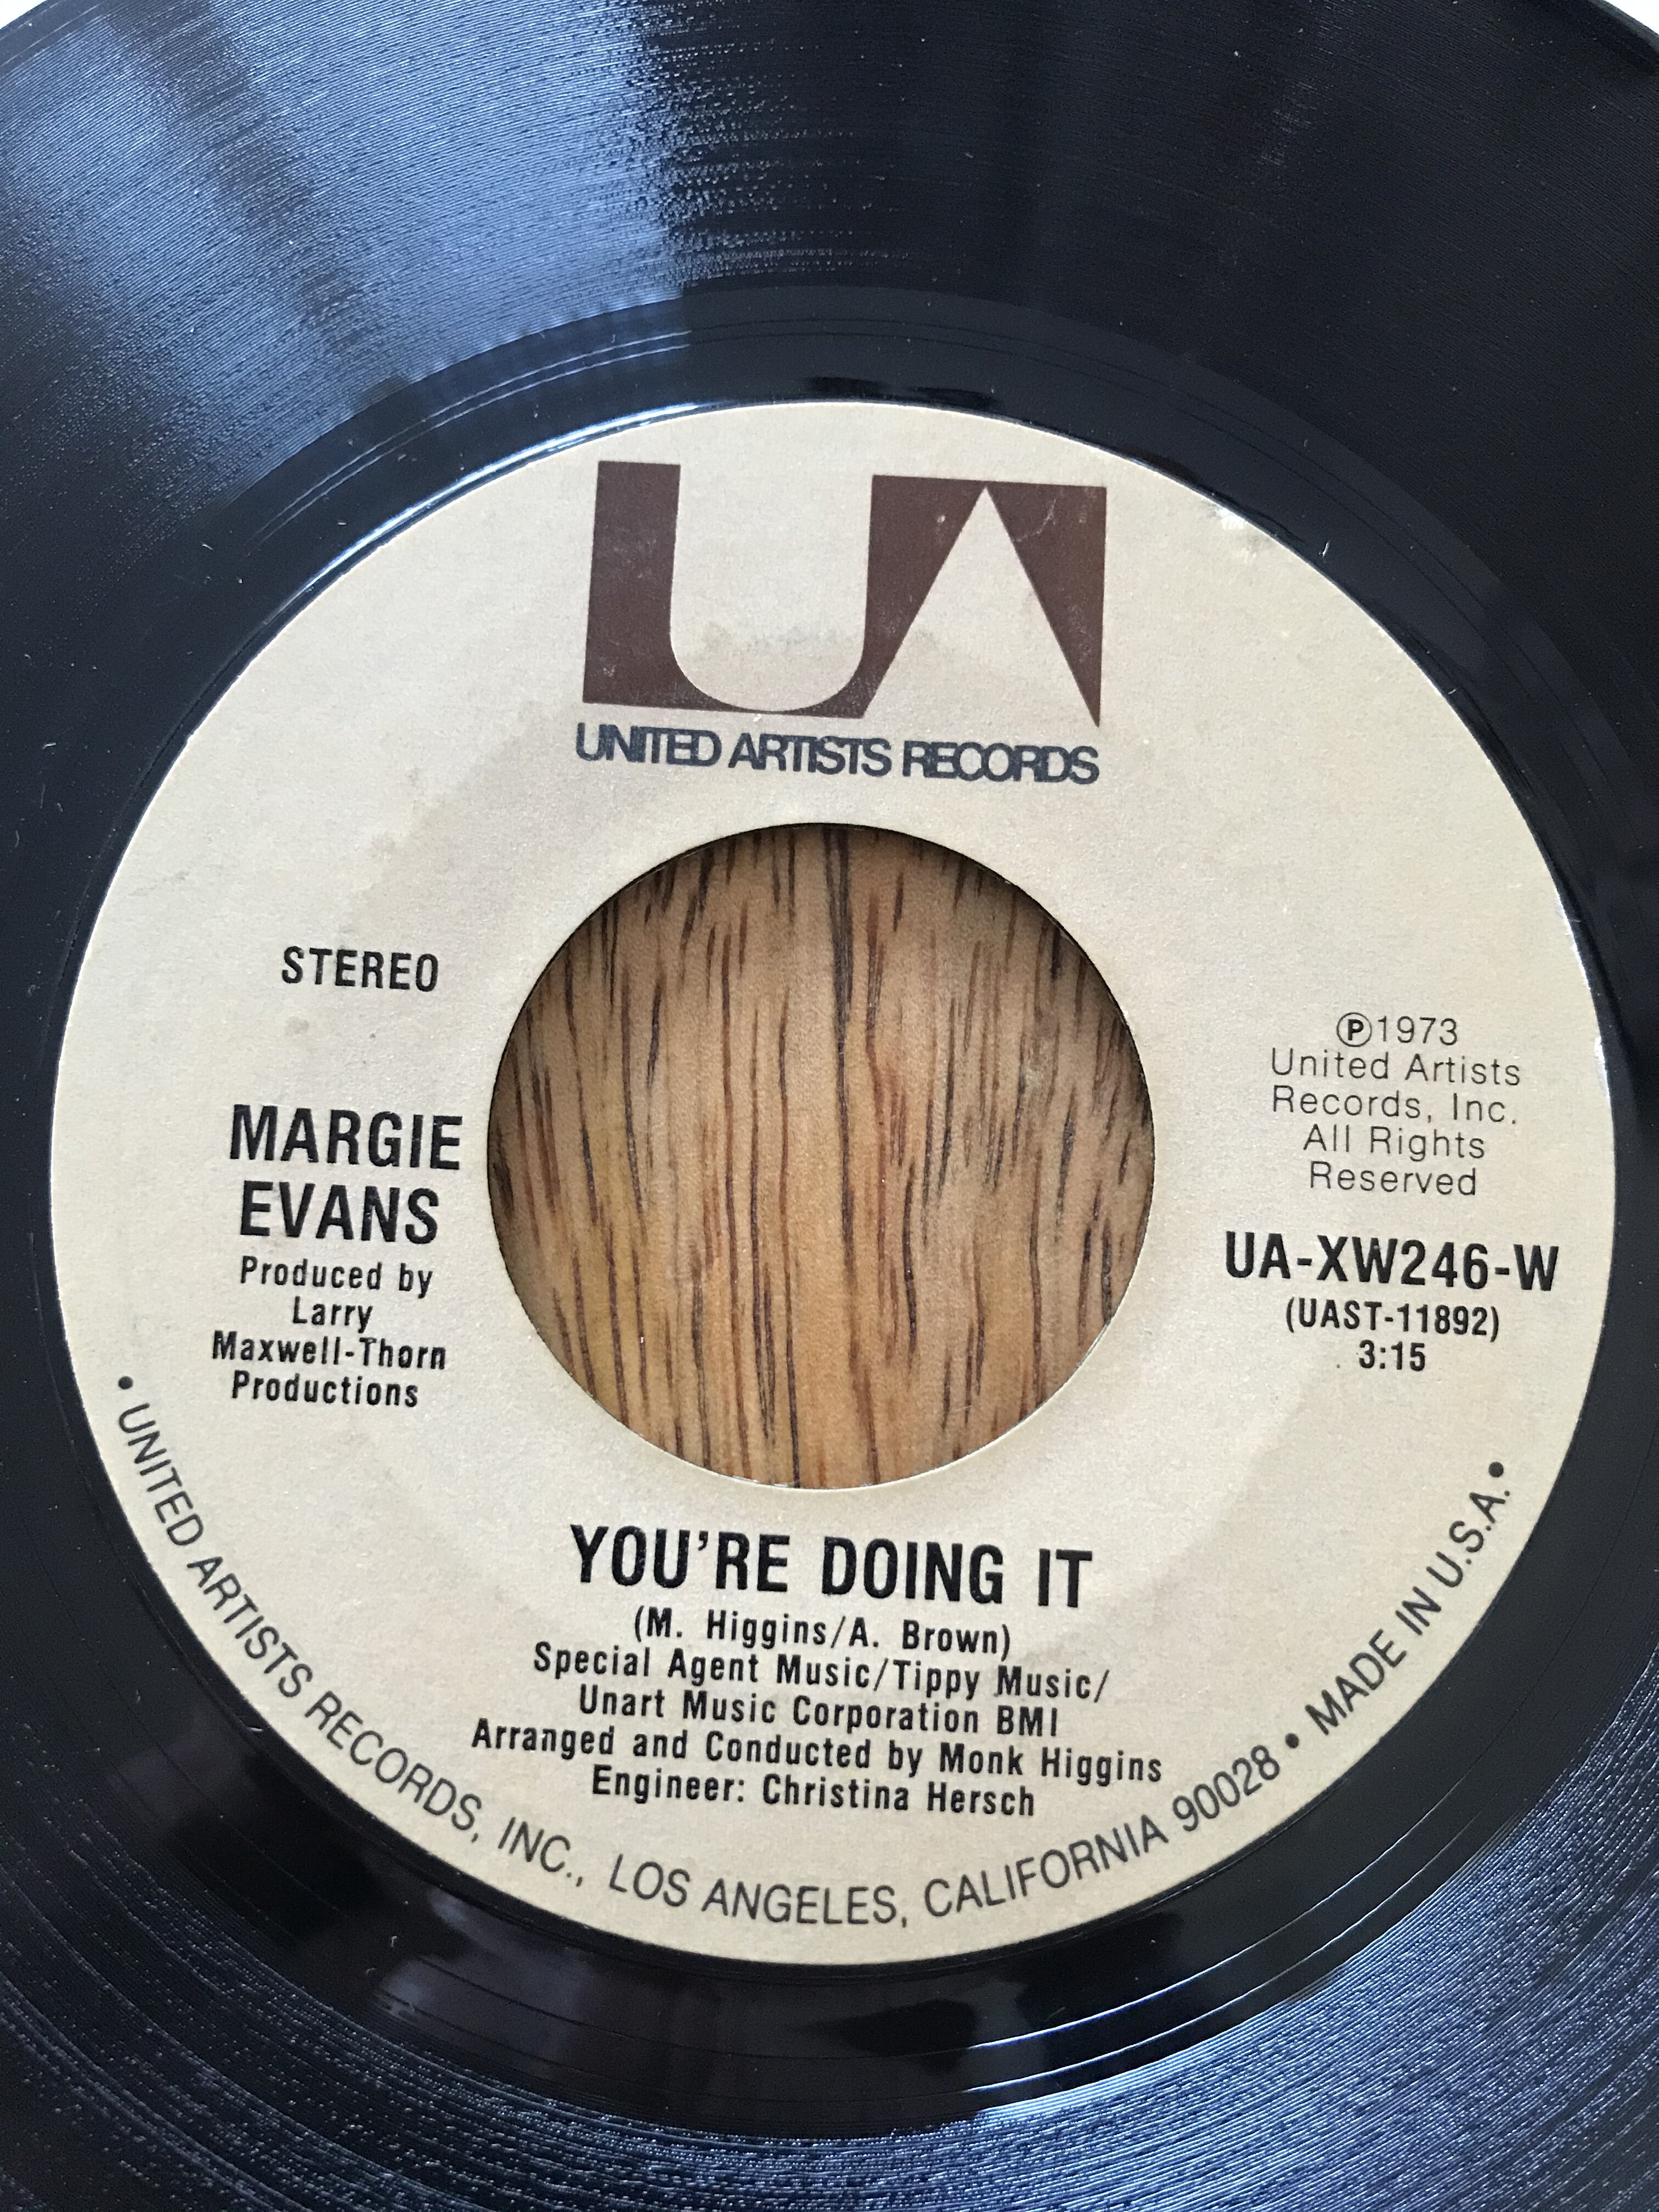 UA
UNITED ARTISTS RECORDS
STEREO
MARGIE
EVANS
Produced by
Larry
Maxwell-Thorn
Productions
Ⓟ1973
United Artists
Records, Inc.
All Rights
Reserved
UA-XW246-W
(UAST-11892)
3:15
YOU'RE DOING IT
(M. Higgins/A. Brown)
Special Agent Music/Tippy Music/
Unart Music Corporation BMI
Arranged and Conducted by Monk Higgins
Engineer: Christina Hersch
• UNITED ARTISTS RECORDS, INC., LOS ANGELES, CALIFORNIA 90028 • MADE IN U.S.A. •